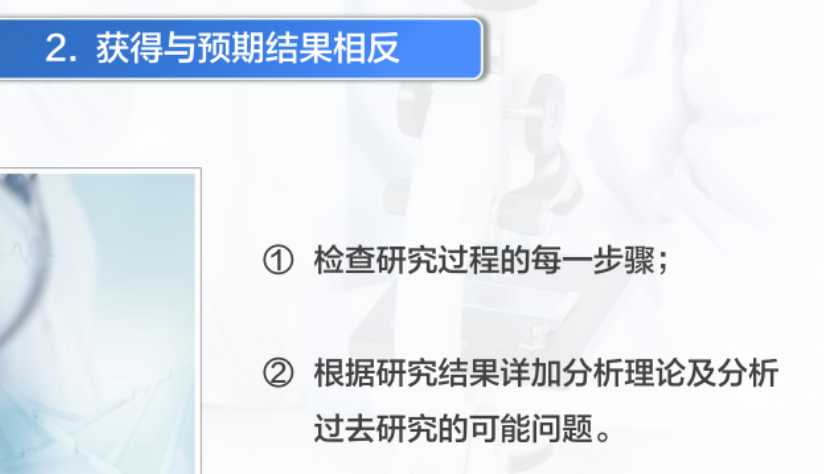 2. 获得与预期结果相反
① 检查研究过程的每一步骤；
② 根据研究结果详加分析理论及分析
过去研究的可能问题。